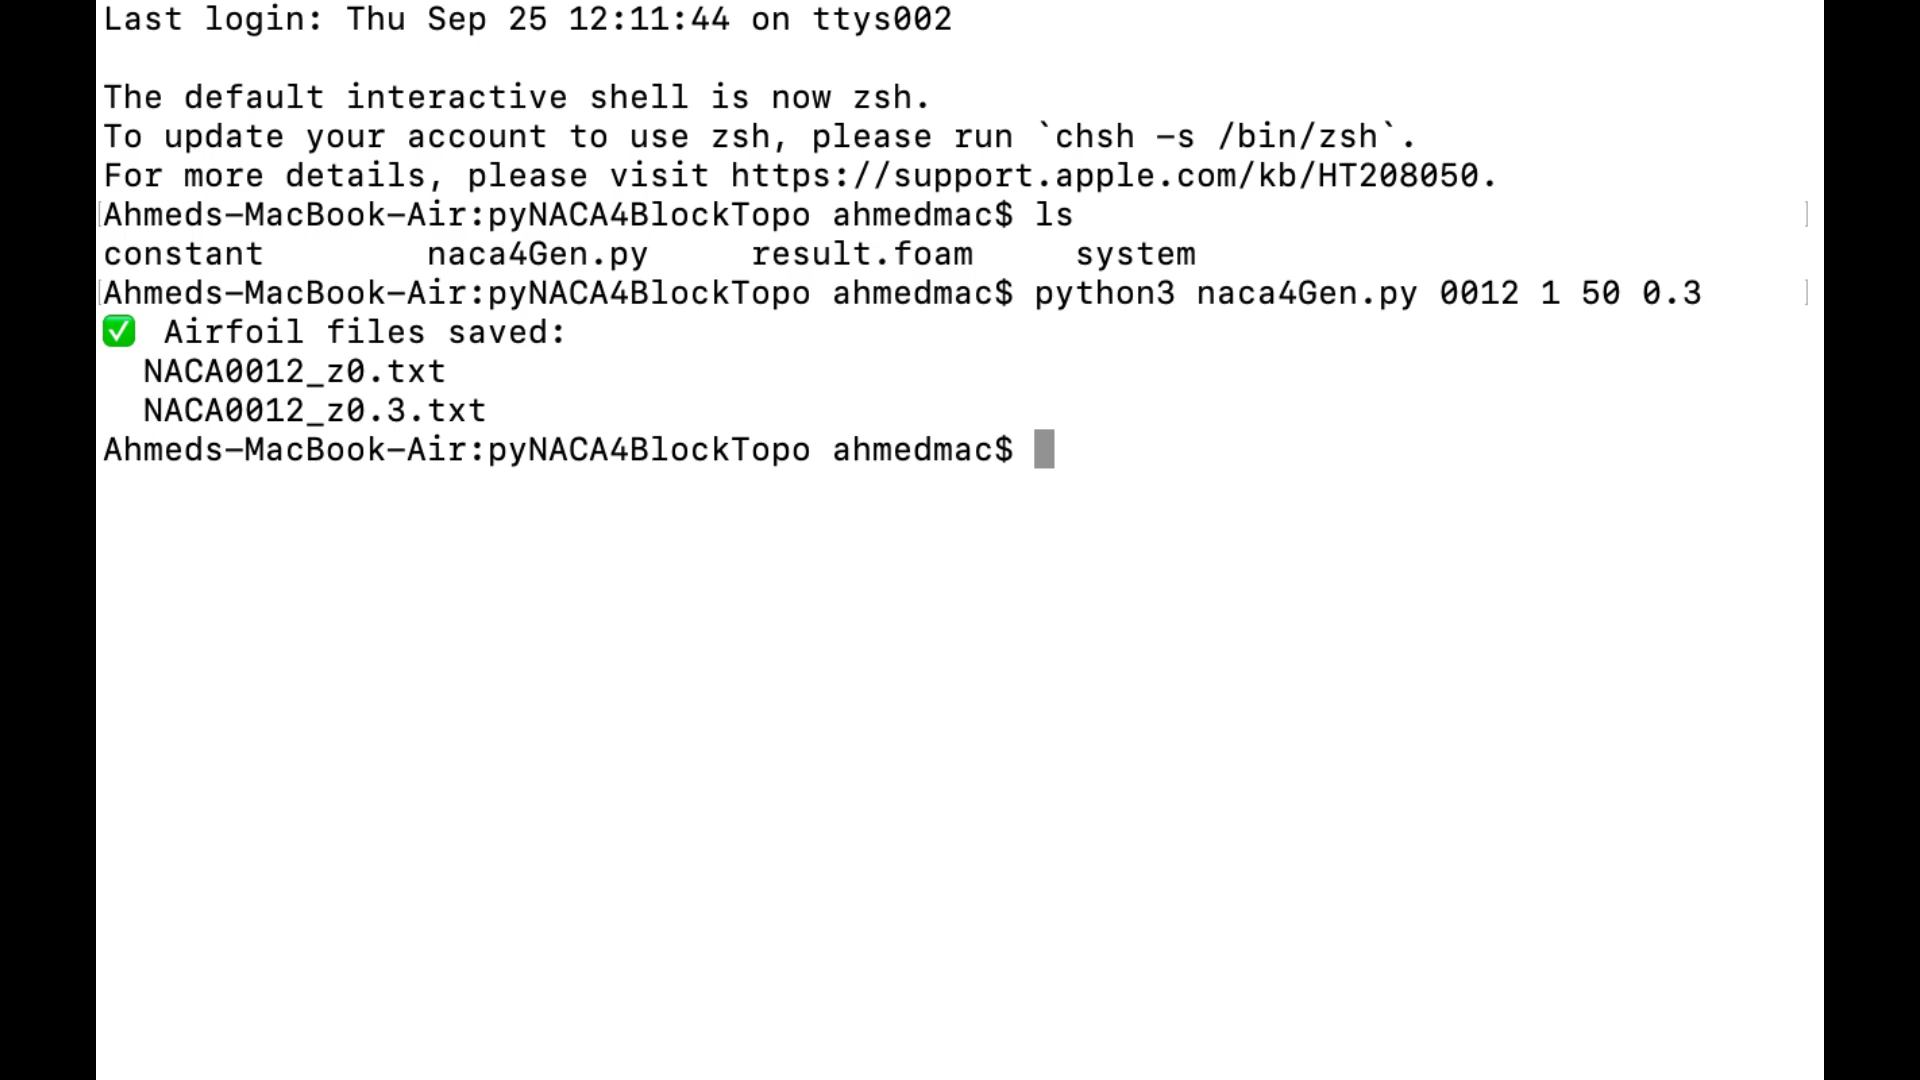 Last login: Thu Sep 25 12:11:44 on ttys002
The default interactive shell is now zsh.
To update your account to use zsh, please run `chsh -s /bin/zsh`.
For more details, please visit https://support.apple.com/kb/HT208050.
[Ahmeds-MacBook-Air:pyNACA4BlockTopo ahmedmac$ ls ]
constant naca4Gen.py result.foam system
[Ahmeds-MacBook-Air:pyNACA4BlockTopo ahmedmac$ python3 naca4Gen.py 0012 1 50 0.3 ]
✅ Airfoil files saved:
NACA0012_z0.txt
NACA0012_z0.3.txt
Ahmeds-MacBook-Air:pyNACA4BlockTopo ahmedmac$